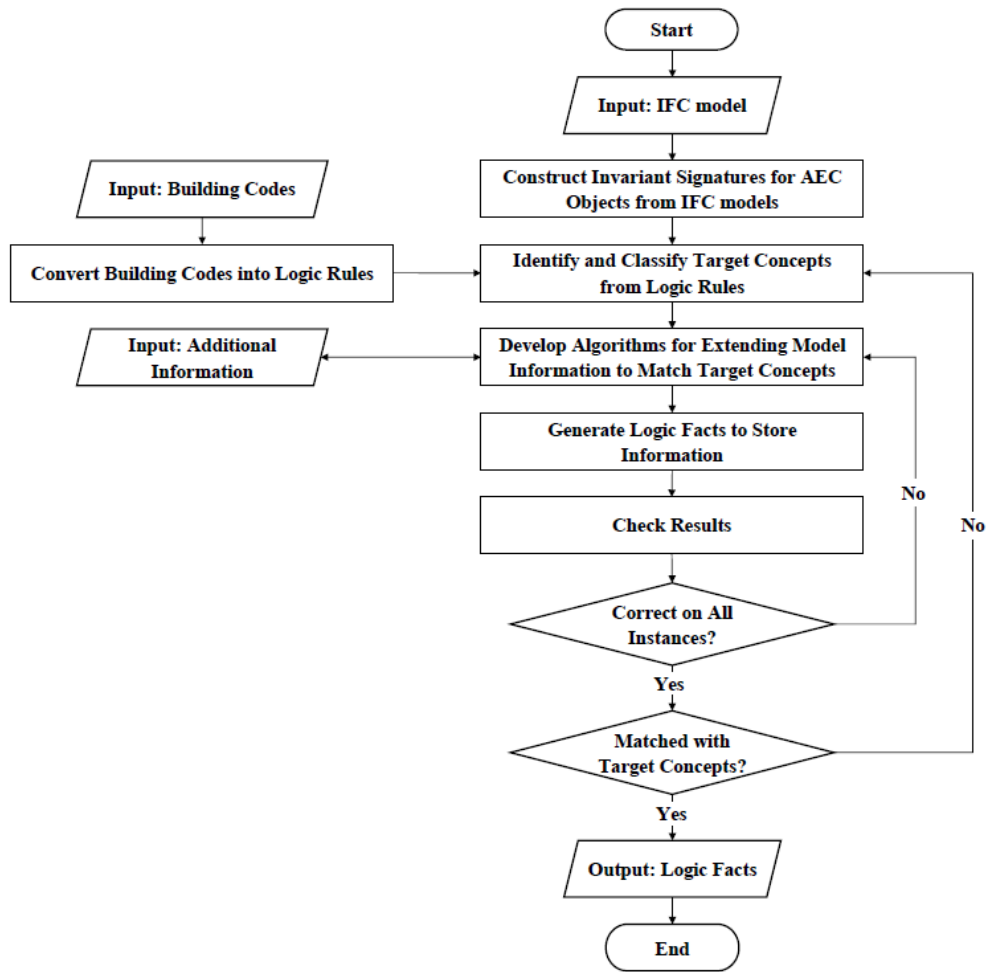 Start
Input: IFC model
Construct Invariant Signatures for AEC
Objects from IFC models
Input: Building Codes
Convert Building Codes into Logic Rules
Identify and Classify Target Concepts
from Logic Rules
Input: Additional
Information
Develop Algorithms for Extending Model
Information to Match Target Concepts
Generate Logic Facts to Store
Information
No
Check Results
No
Correct on All
Instances?
Yes
Matched with
Target Concepts?
Yes
Output: Logic Facts
End